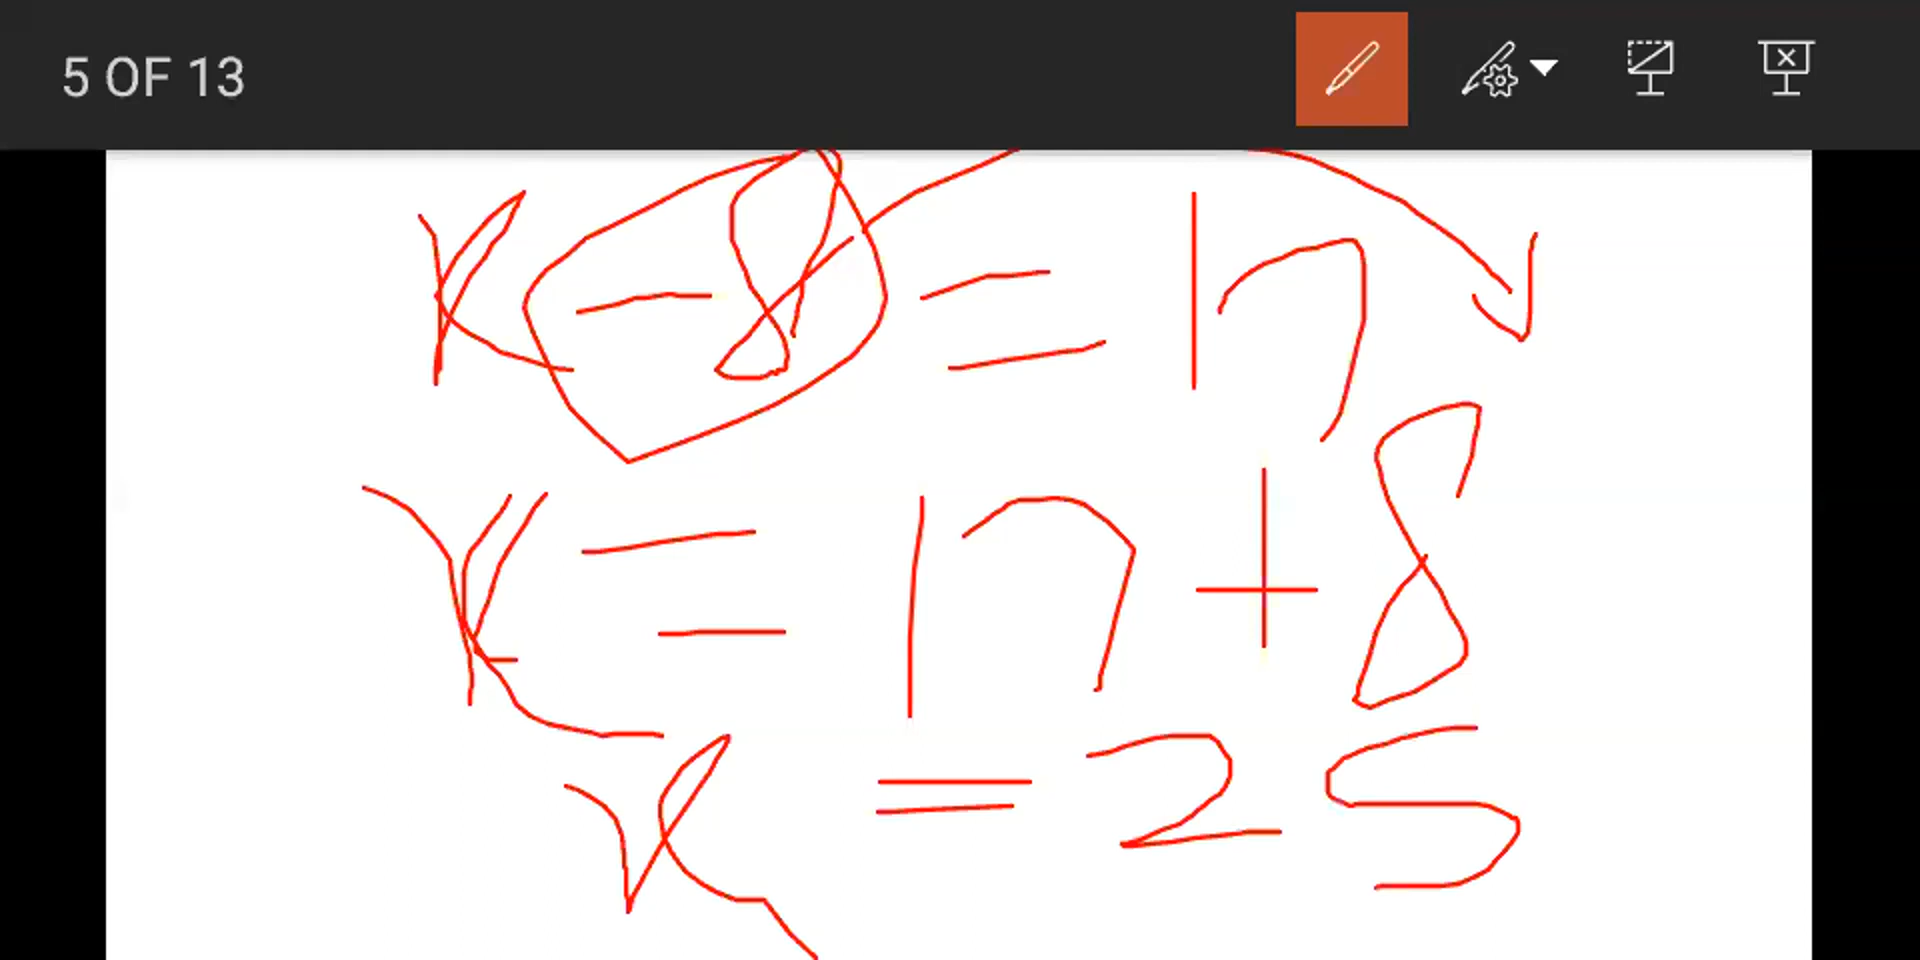 5 OF 13
x - 8 = 17
x = 17 + 8
x = 25